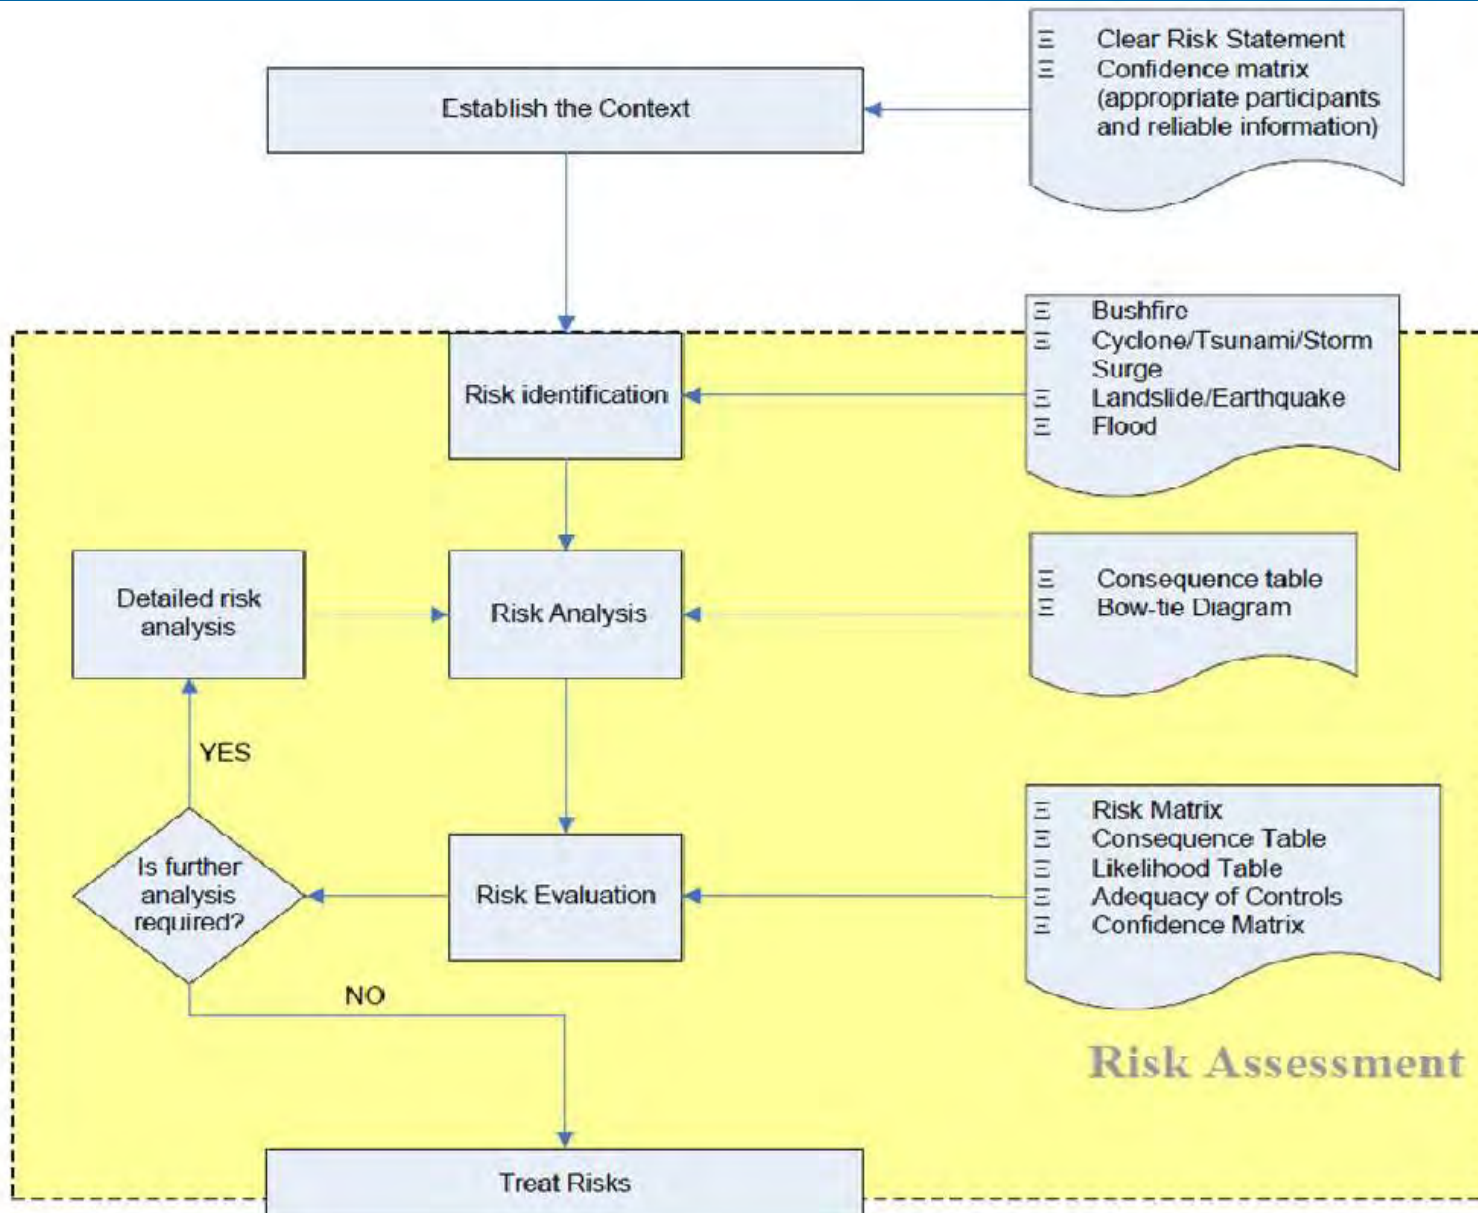 Ξ Clear Risk Statement
Ξ Confidence matrix
(appropriate participants
and reliable information)
Establish the Context
Ξ Bushfire
Ξ Cyclone/Tsunami/Storm
Surge
Ξ Landslide/Earthquake
Ξ Flood
Risk identification
Detailed risk
analysis
Risk Analysis
Ξ Consequence table
Ξ Bow-tie Diagram
YES
Is further
analysis
required?
Risk Evaluation
Ξ Risk Matrix
Ξ Consequence Table
Ξ Likelihood Table
Ξ Adequacy of Controls
Ξ Confidence Matrix
NO
Risk Assessment
Treat Risks